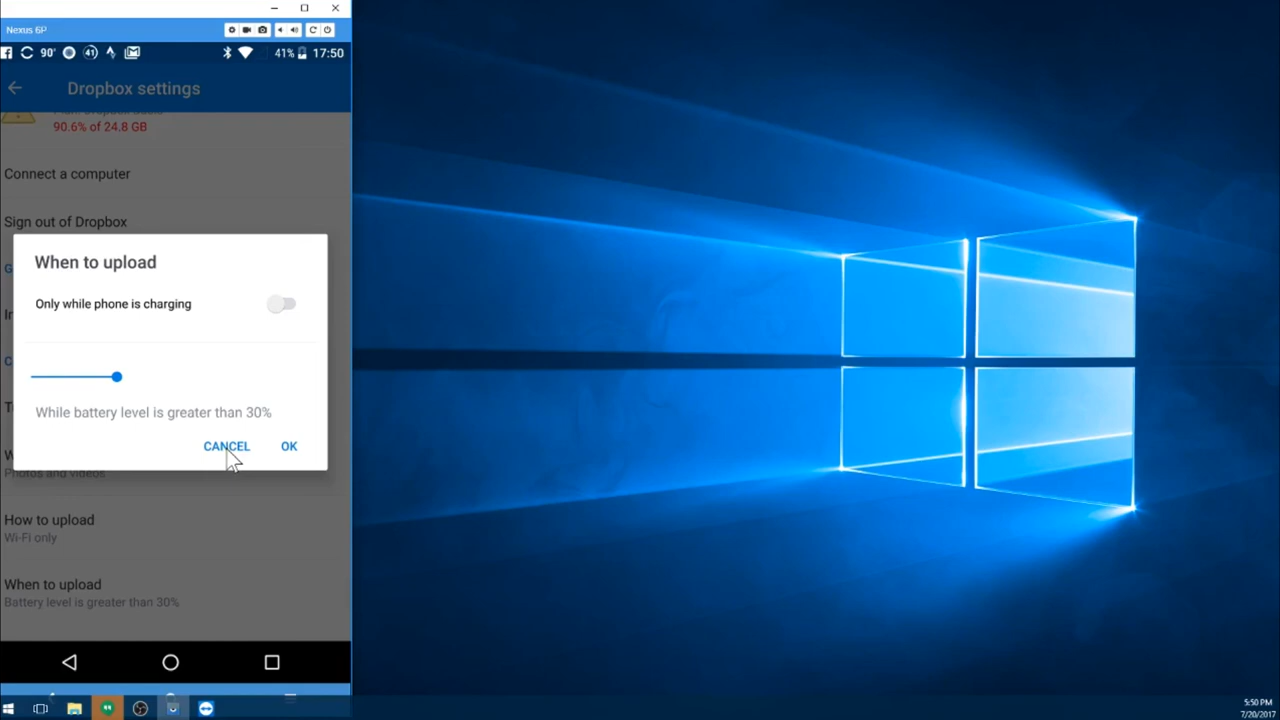 Nexus 6P
90° 41 41% 17:50
Dropbox settings
90.6% of 24.8 GB
Connect a computer
Sign out of Dropbox
When to upload
Only while phone is charging
While battery level is greater than 30%
CANCEL OK
Photos and videos
How to upload
Wi-Fi only
When to upload
Battery level is greater than 30%
5:50 PM
7/20/2017